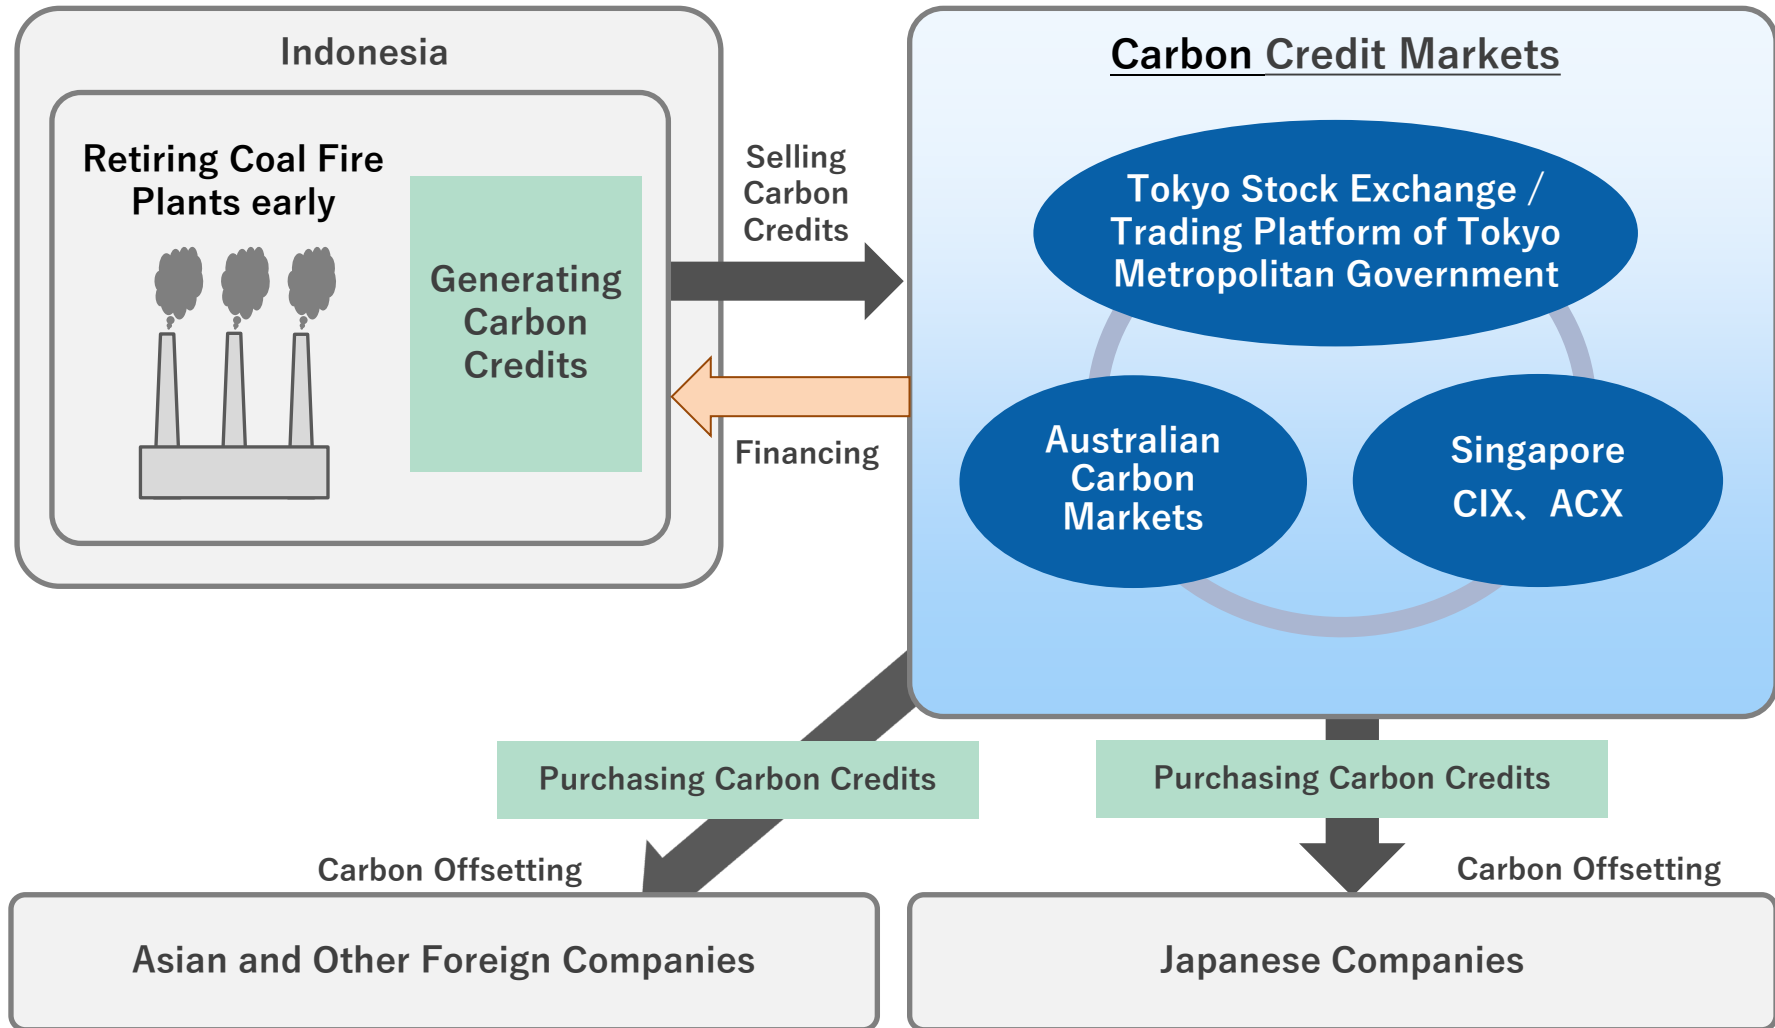 Indonesia
Retiring Coal Fire
Plants early
Generating
Carbon
Credits
Selling
Carbon
Credits
Financing
Carbon Credit Markets
Tokyo Stock Exchange /
Trading Platform of Tokyo
Metropolitan Government
Australian
Carbon
Markets
Singapore
CIX、ACX
Purchasing Carbon Credits
Purchasing Carbon Credits
Carbon Offsetting
Carbon Offsetting
Asian and Other Foreign Companies
Japanese Companies